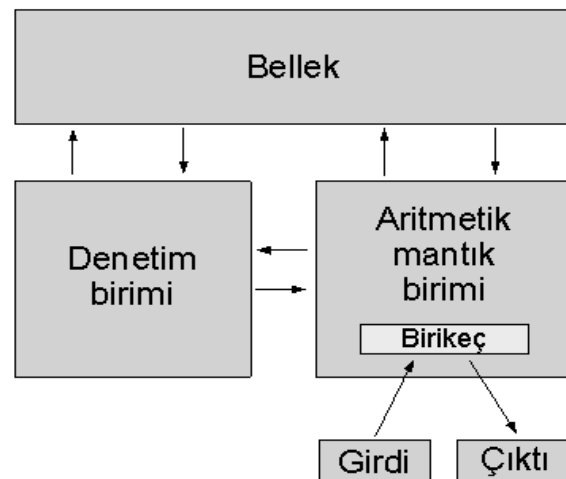 Bellek
Denetim
birimi
Aritmetik
mantık
birimi
Birikeç
Girdi
Çıktı